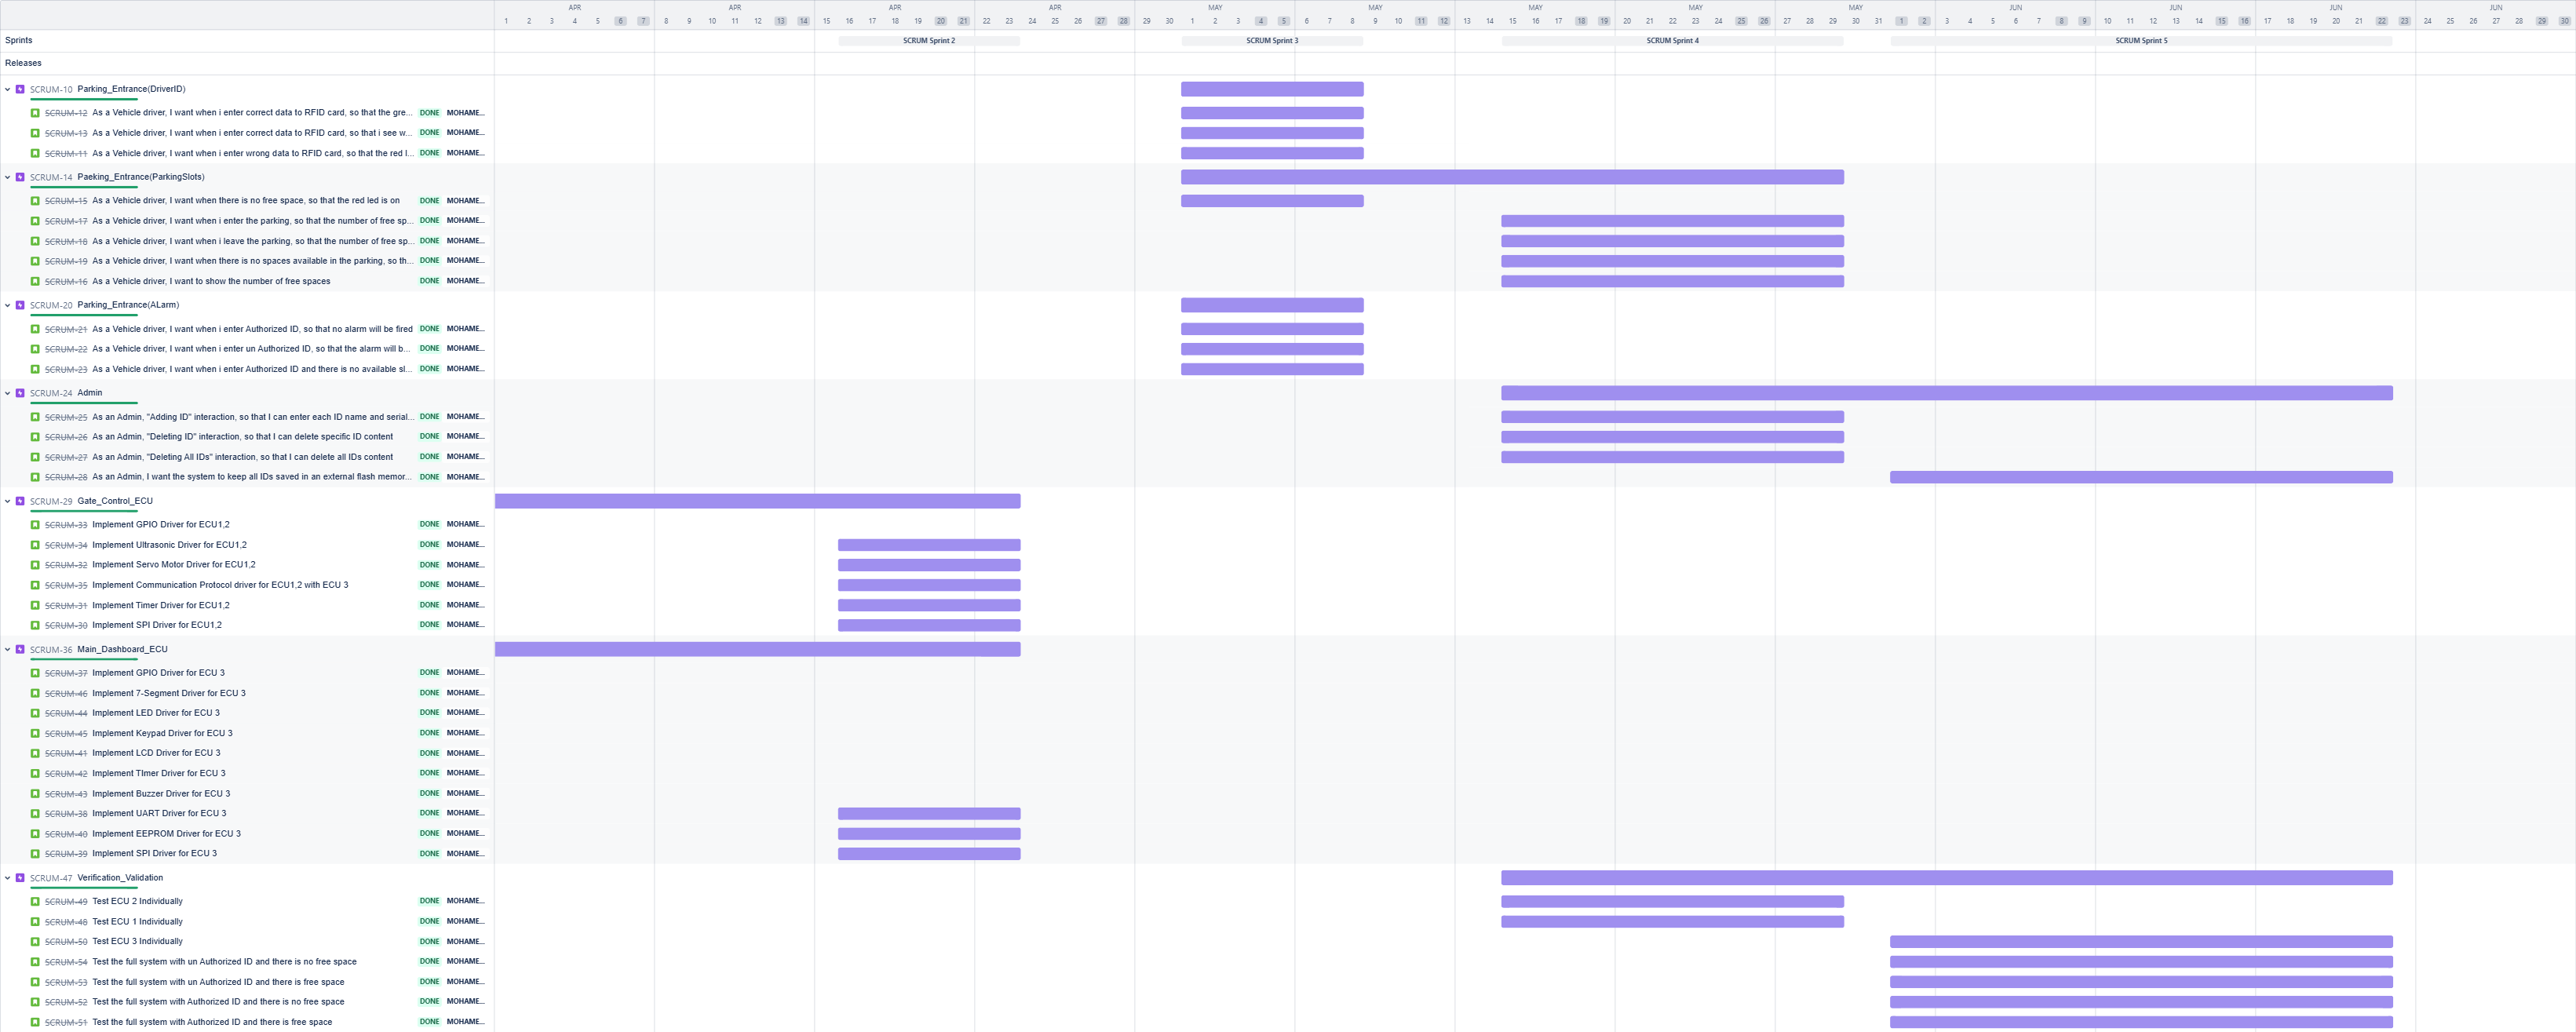 APR APR APR APR MAY MAY MAY MAY MAY JUN JUN JUN JUN
1 2 3 4 5 6 7 8 9 10 11 12 13 14 15 16 17 18 19 20 21 22 23 24 25 26 27 28 29 30 1 2 3 4 5 6 7 8 9 10 11 12 13 14 15 16 17 18 19 20 21 22 23 24 25 26 27 28 29 30 31 1 2 3 4 5 6 7 8 9 10 11 12 13 14 15 16 17 18 19 20 21 22 23 24 25 26 27 28 29 30
Sprints SCRUM Sprint 2 SCRUM Sprint 3 SCRUM Sprint 4 SCRUM Sprint 5
Releases
SCRUM-10 Parking_Entrance(DriverID)
SCRUM-12 As a Vehicle driver, I want when i enter correct data to RFID card, so that the gre... DONE MOHAME...
SCRUM-13 As a Vehicle driver, I want when i enter correct data to RFID card, so that i see w... DONE MOHAME...
SCRUM-11 As a Vehicle driver, I want when i enter wrong data to RFID card, so that the red l... DONE MOHAME...
SCRUM-14 Paeking_Entrance(ParkingSlots)
SCRUM-15 As a Vehicle driver, I want when there is no free space, so that the red led is on DONE MOHAME...
SCRUM-17 As a Vehicle driver, I want when i enter the parking, so that the number of free sp... DONE MOHAME...
SCRUM-18 As a Vehicle driver, I want when i leave the parking, so that the number of free sp... DONE MOHAME...
SCRUM-19 As a Vehicle driver, I want when there is no spaces available in the parking, so th... DONE MOHAME...
SCRUM-16 As a Vehicle driver, I want to show the number of free spaces DONE MOHAME...
SCRUM-20 Parking_Entrance(ALarm)
SCRUM-21 As a Vehicle driver, I want when i enter Authorized ID, so that no alarm will be fired DONE MOHAME...
SCRUM-22 As a Vehicle driver, I want when i enter un Authorized ID, so that the alarm will b... DONE MOHAME...
SCRUM-23 As a Vehicle driver, I want when i enter Authorized ID and there is no available sl... DONE MOHAME...
SCRUM-24 Admin
SCRUM-25 As an Admin, "Adding ID" interaction, so that I can enter each ID name and serial... DONE MOHAME...
SCRUM-26 As an Admin, "Deleting ID" interaction, so that I can delete specific ID content DONE MOHAME...
SCRUM-27 As an Admin, "Deleting All IDs" interaction, so that I can delete all IDs content DONE MOHAME...
SCRUM-28 As an Admin, I want the system to keep all IDs saved in an external flash memor... DONE MOHAME...
SCRUM-29 Gate_Control_ECU
SCRUM-33 Implement GPIO Driver for ECU1,2 DONE MOHAME...
SCRUM-34 Implement Ultrasonic Driver for ECU1,2 DONE MOHAME...
SCRUM-32 Implement Servo Motor Driver for ECU1,2 DONE MOHAME...
SCRUM-35 Implement Communication Protocol driver for ECU1,2 with ECU 3 DONE MOHAME...
SCRUM-31 Implement Timer Driver for ECU1,2 DONE MOHAME...
SCRUM-30 Implement SPI Driver for ECU1,2 DONE MOHAME...
SCRUM-36 Main_Dashboard_ECU
SCRUM-37 Implement GPIO Driver for ECU 3 DONE MOHAME...
SCRUM-46 Implement 7-Segment Driver for ECU 3 DONE MOHAME...
SCRUM-44 Implement LED Driver for ECU 3 DONE MOHAME...
SCRUM-45 Implement Keypad Driver for ECU 3 DONE MOHAME...
SCRUM-41 Implement LCD Driver for ECU 3 DONE MOHAME...
SCRUM-42 Implement TImer Driver for ECU 3 DONE MOHAME...
SCRUM-43 Implement Buzzer Driver for ECU 3 DONE MOHAME...
SCRUM-38 Implement UART Driver for ECU 3 DONE MOHAME...
SCRUM-40 Implement EEPROM Driver for ECU 3 DONE MOHAME...
SCRUM-39 Implement SPI Driver for ECU 3 DONE MOHAME...
SCRUM-47 Verification_Validation
SCRUM-49 Test ECU 2 Individually DONE MOHAME...
SCRUM-48 Test ECU 1 Individually DONE MOHAME...
SCRUM-50 Test ECU 3 Individually DONE MOHAME...
SCRUM-54 Test the full system with un Authorized ID and there is no free space DONE MOHAME...
SCRUM-53 Test the full system with un Authorized ID and there is free space DONE MOHAME...
SCRUM-52 Test the full system with Authorized ID and there is no free space DONE MOHAME...
SCRUM-51 Test the full system with Authorized ID and there is free space DONE MOHAME...